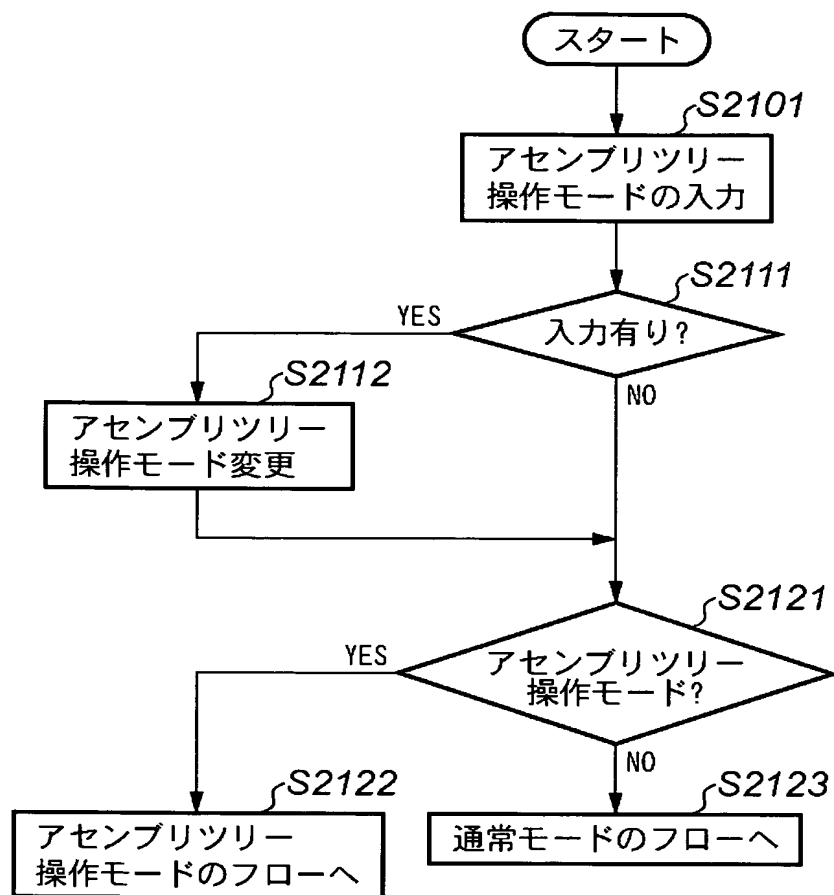 スタート
S2101
アセンブリツリー
操作モードの入力
S2111
入力有り?
YES
NO
S2112
アセンブリツリー
操作モード変更
S2121
アセンブリツリー
操作モード?
YES
NO
S2122
アセンブリツリー
操作モードのフローへ
S2123
通常モードのフローへ